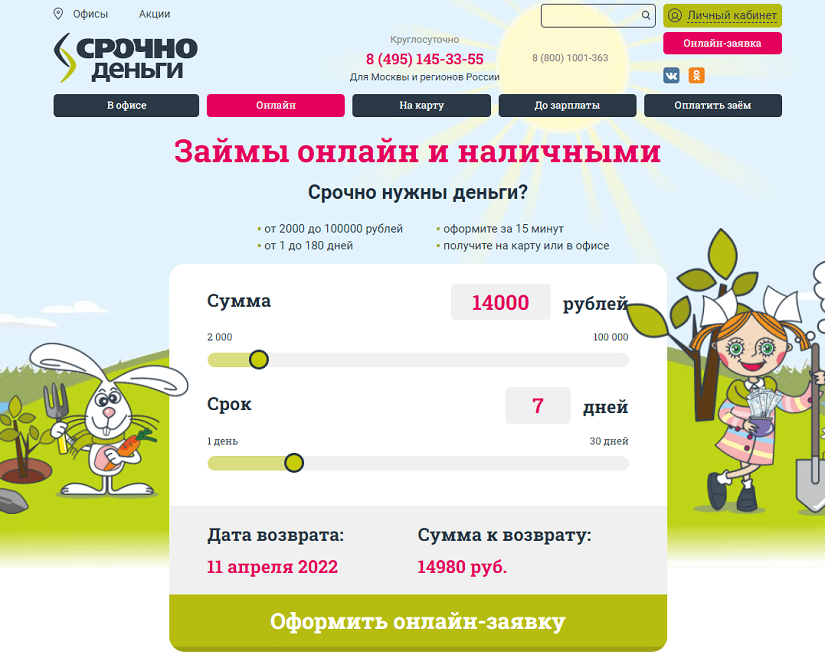 Офисы Акции
Личный кабинет
СРОЧНО
ДЕНЬГИ
Круглосуточно
8 (495) 145-33-55
Для Москвы и регионов России
8 (800) 1001-363
Онлайн-заявка
В офисе Онлайн На карту До зарплаты Оплатить заём
Займы онлайн и наличными
Срочно нужны деньги?
от 2000 до 100000 рублей
от 1 до 180 дней
оформите за 15 минут
получите на карту или в офисе
Сумма 14000 рублей
2 000 100 000
Срок 7 дней
1 день 30 дней
Дата возврата: Сумма к возврату:
11 апреля 2022 14980 руб.
Оформить онлайн-заявку